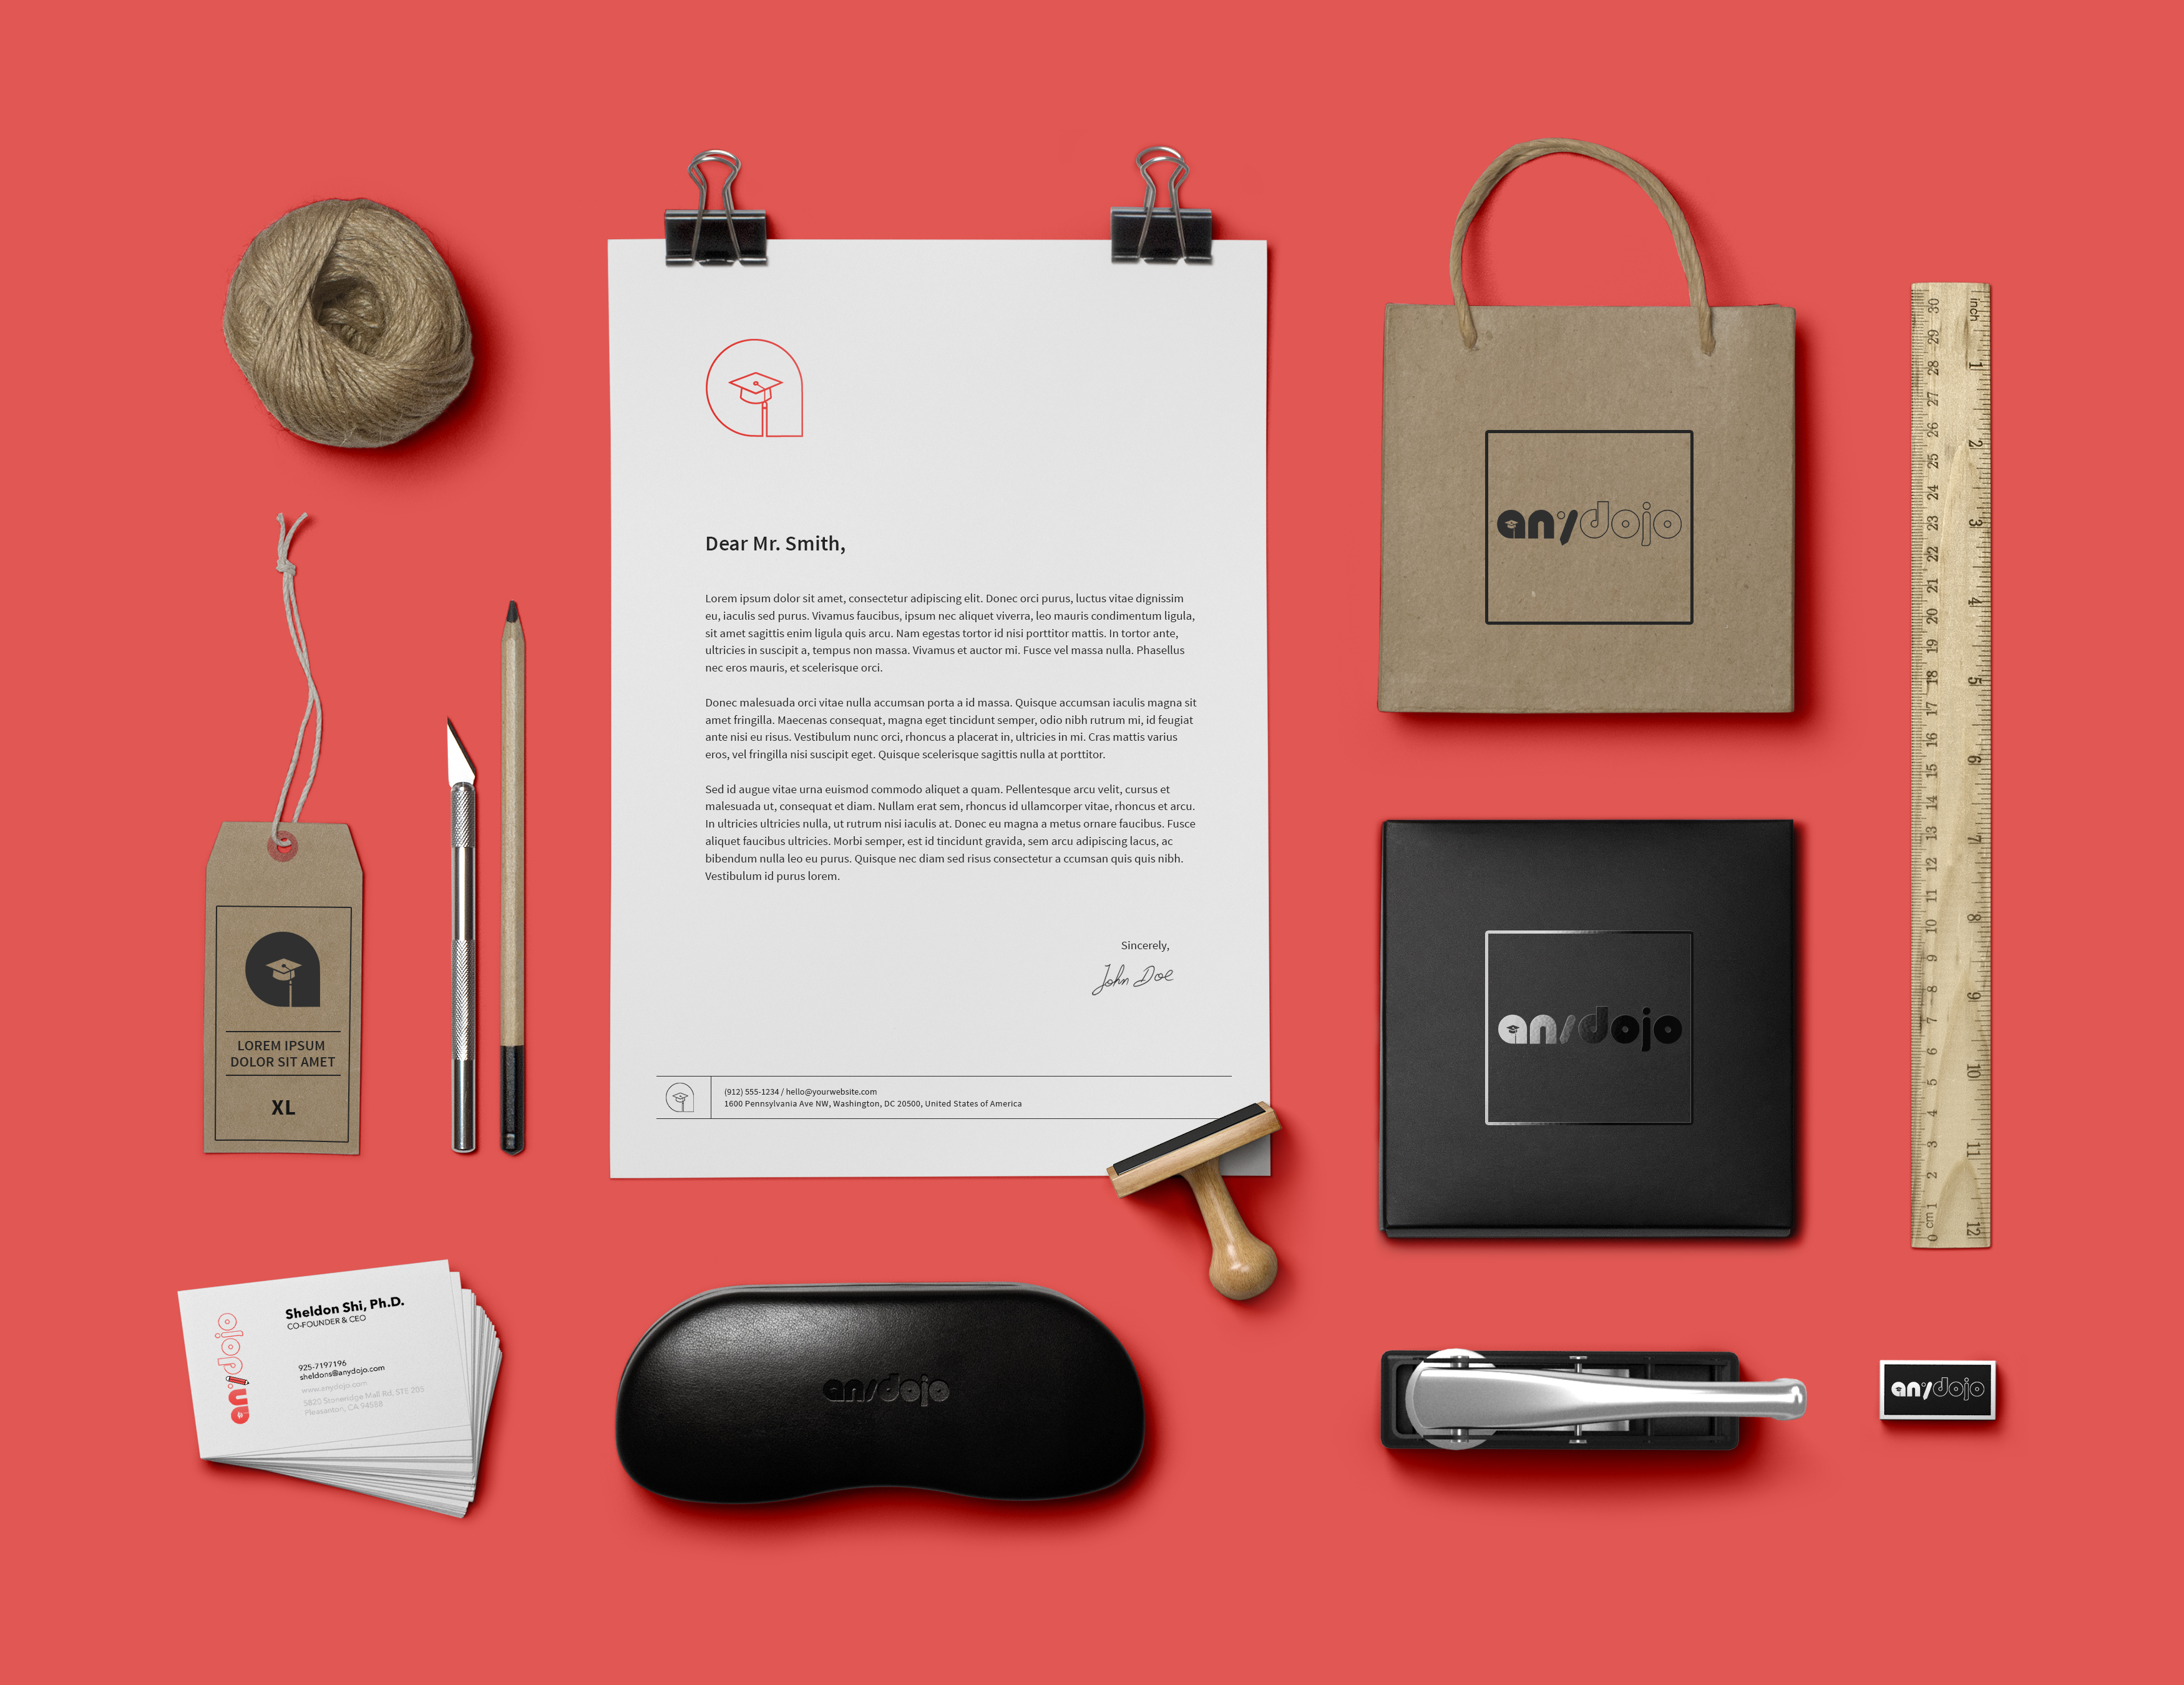 Dear Mr. Smith,
Lorem ipsum dolor sit amet, consectetur adipiscing elit. Donec orci purus, luctus vitae dignissim
eu, iaculis sed purus. Vivamus faucibus, ipsum nec aliquet viverra, leo mauris condimentum ligula,
sit amet sagittis enim ligula quis arcu. Nam egestas tortor id nisi porttitor mattis. In tortor ante,
ultricies in suscipit a, tempus non massa. Vivamus et auctor mi. Fusce vel massa nulla. Phasellus
nec eros mauris, et scelerisque orci.
Donec malesuada orci vitae nulla accumsan porta a id massa. Quisque accumsan iaculis magna sit
amet fringilla. Maecenas consequat, magna eget tincidunt semper, odio nibh rutrum mi, id feugiat
ante nisi eu risus. Vestibulum nunc orci, rhoncus a placerat in, ultricies in mi. Cras mattis varius
eros, vel fringilla nisi suscipit eget. Quisque scelerisque sagittis nulla at porttitor.
Sed id augue vitae urna euismod commodo aliquet a quam. Pellentesque arcu velit, cursus et
malesuada ut, consequat et diam. Nullam erat sem, rhoncus id ullamcorper vitae, rhoncus et arcu.
In ultricies ultricies nulla, ut rutrum nisi iaculis at. Donec eu magna a metus ornare faucibus. Fusce
aliquet faucibus ultricies. Morbi semper, est id tincidunt gravida, sem arcu adipiscing lacus, ac
bibendum nulla leo eu purus. Quisque nec diam sed risus consectetur a ccumsan quis quis nibh.
Vestibulum id purus lorem.
Sincerely,
John Doe
(912) 555-1234 / hello@yourwebsite.com
1600 Pennsylvania Ave NW, Washington, DC 20500, United States of America
LOREM IPSUM
DOLOR SIT AMET
XL
anydojo
Sheldon Shi, Ph.D.
CO-FOUNDER & CEO
925-7197196
sheldons@anydojo.com
www.anydojo.com
5820 Stoneridge Mall Rd, STE 205
Pleasanton, CA 94588
anydojo
anydojo
anydojo
anydojo
inch
1
2
3
4
5
6
7
8
9
10
11
12
30
29
28
27
26
25
24
23
22
21
20
19
18
17
16
15
14
13
12
11
10
9
8
7
6
5
4
3
2
1
cm
0